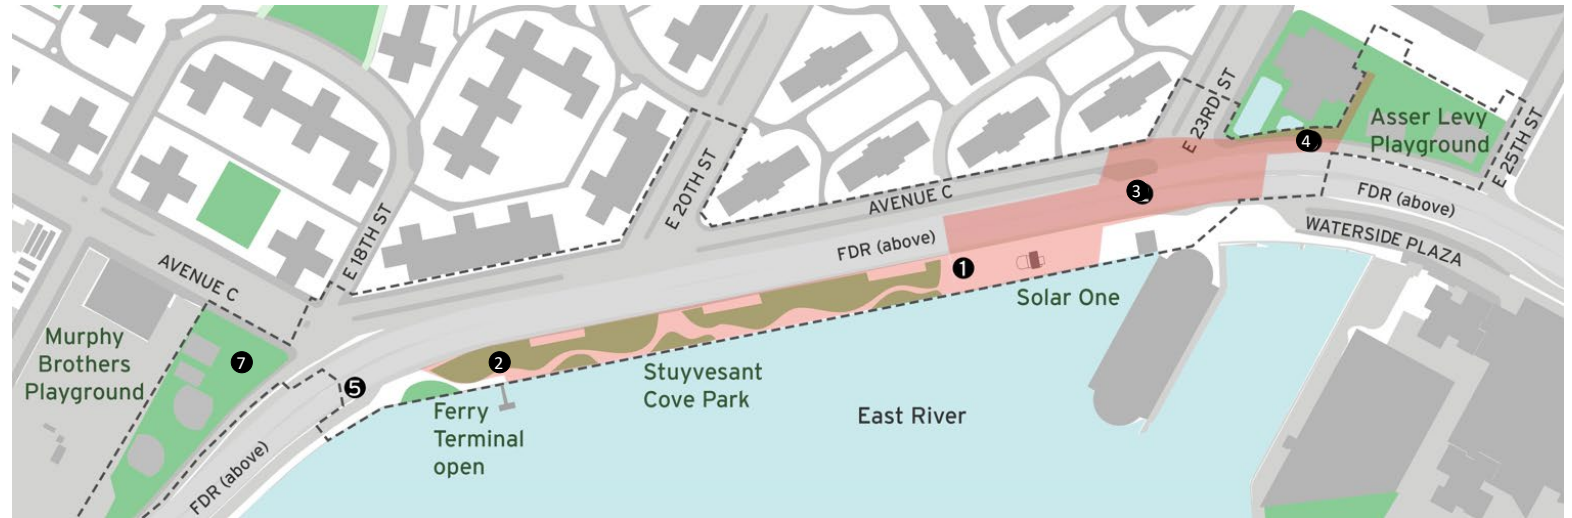 E 23RD ST
Asser Levy
Playground
4
E 25TH ST
3
FDR (above)
AVENUE C
E 20TH ST
WATERSIDE PLAZA
E 18TH ST
FDR (above)
1
AVENUE C
Solar One
Murphy
Brothers
Playground
7
2
5
Stuyvesant
Cove Park
East River
Ferry
Terminal
open
FDR (above)